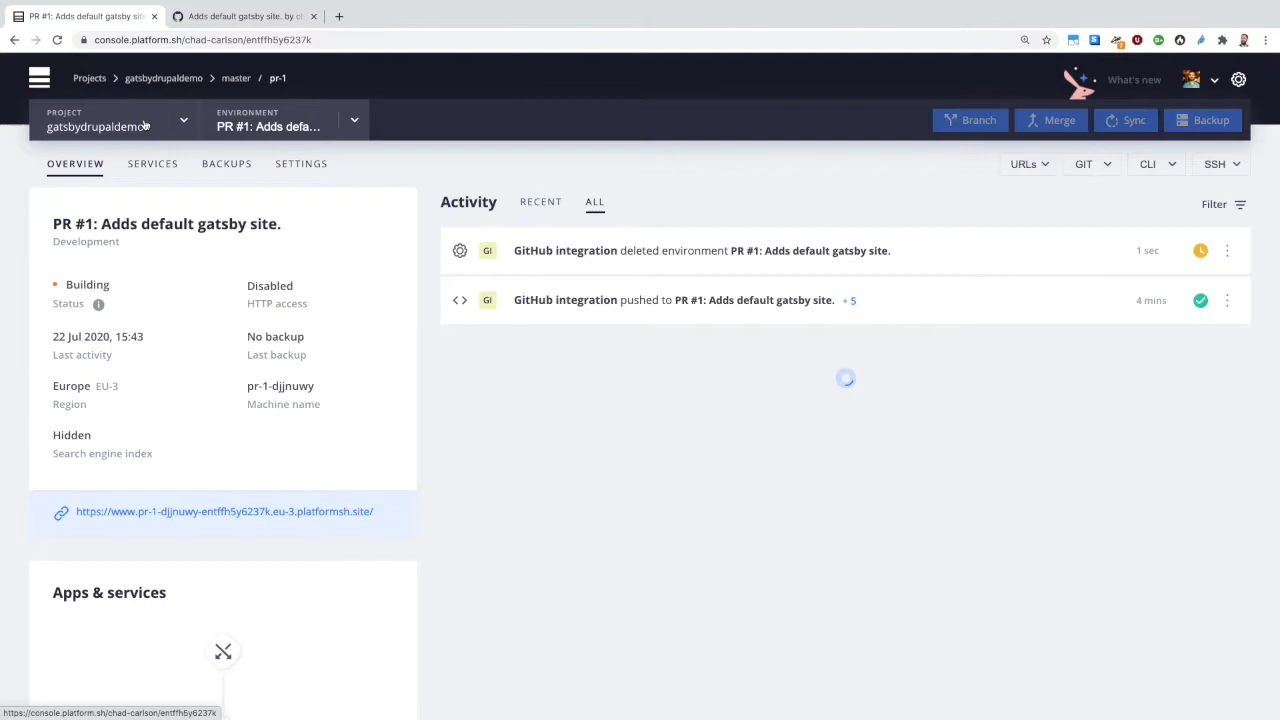 PR #1: Adds default gatsby site
Adds default gatsby site. by ch
console.platform.sh/chad-carlson/entffh5y6237k
Projects > gatsbydrupaldemo > master / pr-1
What's new
PROJECT
gatsbydrupaldemo
ENVIRONMENT
PR #1: Adds defa...
Branch
Merge
Sync
Backup
OVERVIEW
SERVICES
BACKUPS
SETTINGS
URLs
GIT
CLI
SSH
PR #1: Adds default gatsby site.
Development
Building
Status
Disabled
HTTP access
22 Jul 2020, 15:43
Last activity
No backup
Last backup
Europe EU-3
Region
pr-1-djjnuwy
Machine name
Hidden
Search engine index
https://www.pr-1-djjnuwy-entffh5y6237k.eu-3.platformsh.site/
Apps & services
Activity
RECENT
ALL
Filter
GI
GitHub integration deleted environment PR #1: Adds default gatsby site.
1 sec
GI
GitHub integration pushed to PR #1: Adds default gatsby site. + 5
4 mins
https://console.platform.sh/chad-carlson/entffh5y6237k